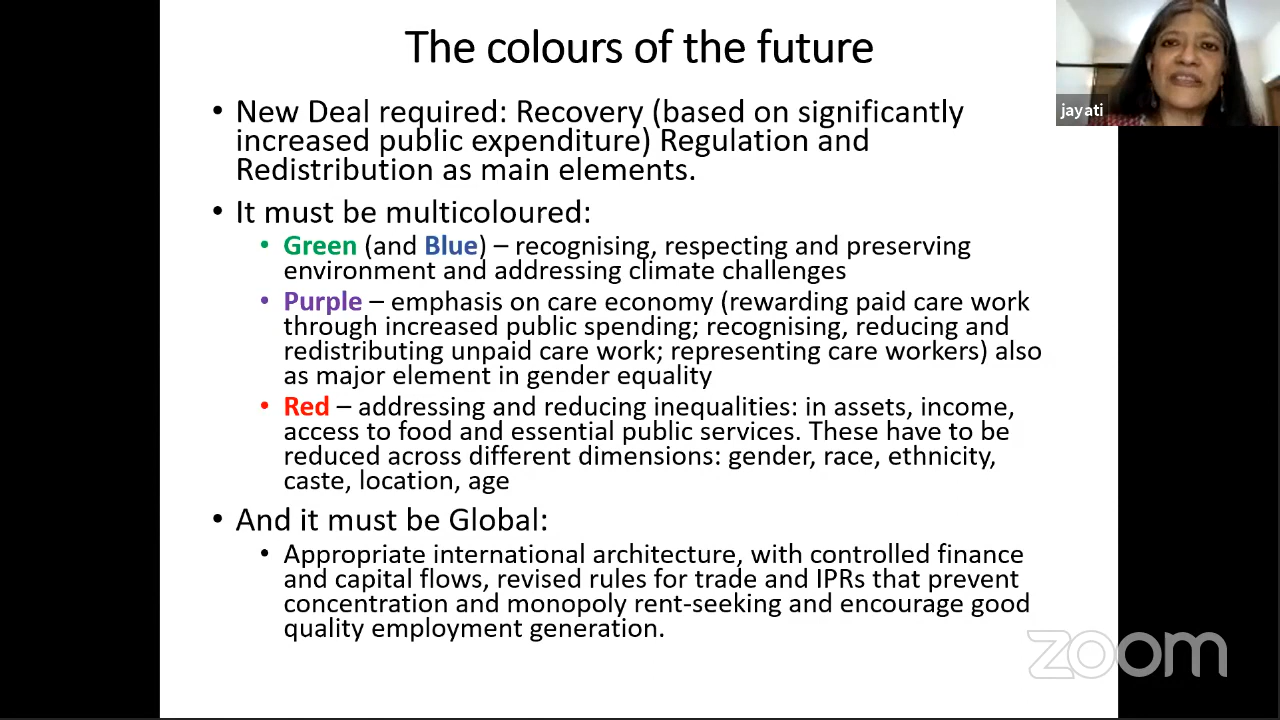 The colours of the future
• New Deal required: Recovery (based on significantly
increased public expenditure) Regulation and
Redistribution as main elements.
• It must be multicoloured:
• Green (and Blue) – recognising, respecting and preserving
environment and addressing climate challenges
• Purple – emphasis on care economy (rewarding paid care work
through increased public spending; recognising, reducing and
redistributing unpaid care work; representing care workers) also
as major element in gender equality
• Red – addressing and reducing inequalities: in assets, income,
access to food and essential public services. These have to be
reduced across different dimensions: gender, race, ethnicity,
caste, location, age
• And it must be Global:
• Appropriate international architecture, with controlled finance
and capital flows, revised rules for trade and IPRs that prevent
concentration and monopoly rent-seeking and encourage good
quality employment generation.
jayati
zoom